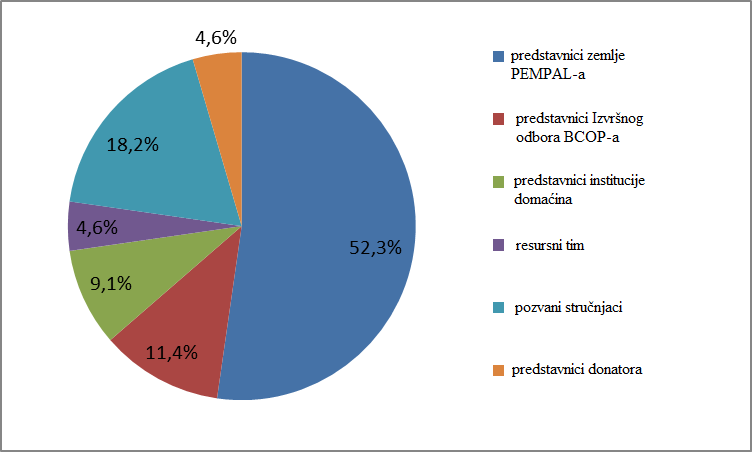 4,6%
18,2%
4,6%
9,1%
11,4%
52,3%
predstavnici zemlje
PEMPAL-a
predstavnici Izvršnog
odbora BCOP-a
predstavnici institucije
domaćina
resursni tim
pozvani stručnjaci
predstavnici donatora